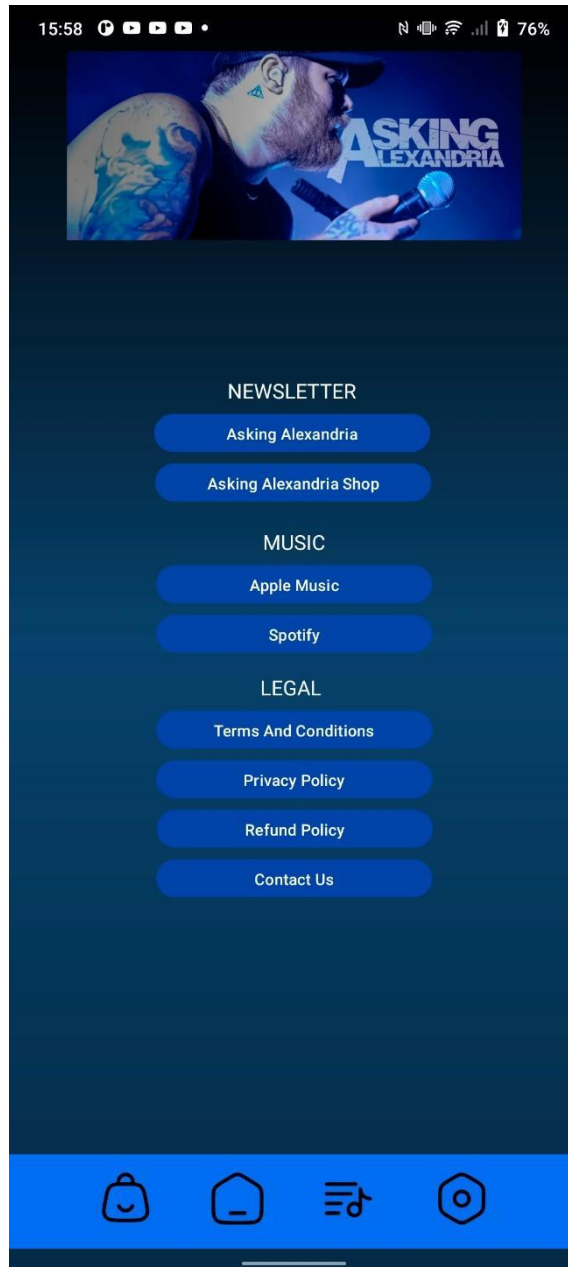 15:58
76%
ASKING
ALEXANDRIA
NEWSLETTER
Asking Alexandria
Asking Alexandria Shop
MUSIC
Apple Music
Spotify
LEGAL
Terms And Conditions
Privacy Policy
Refund Policy
Contact Us